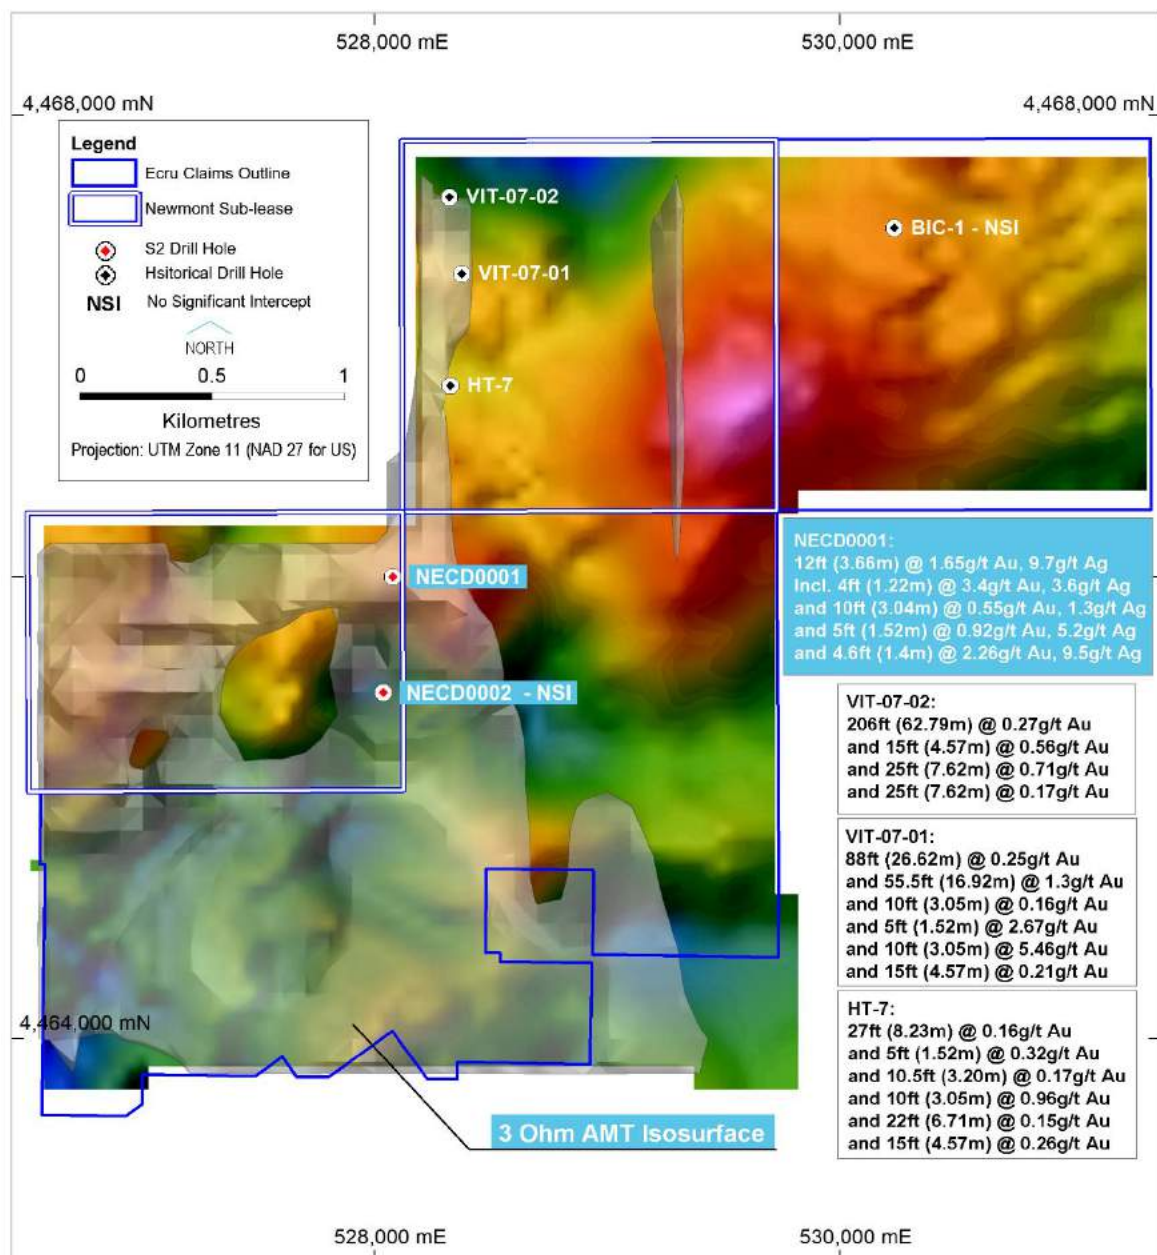 528,000 mE
530,000 mE
4,468,000 mN
4,468,000 mN
Legend
Ecru Claims Outline
Newmont Sub-lease
S2 Drill Hole
Hsitorical Drill Hole
NSI No Significant Intercept
NORTH
0 0.5 1
Kilometres
Projection: UTM Zone 11 (NAD 27 for US)
VIT-07-02
BIC-1 - NSI
VIT-07-01
HT-7
NECD0001
NECD0002 - NSI
NECD0001:
12ft (3.66m) @ 1.65g/t Au, 9.7g/t Ag
Incl. 4ft (1.22m) @ 3.4g/t Au, 3.6g/t Ag
and 10ft (3.04m) @ 0.55g/t Au, 1.3g/t Ag
and 5ft (1.52m) @ 0.92g/t Au, 5.2g/t Ag
and 4.6ft (1.4m) @ 2.26g/t Au, 9.5g/t Ag
VIT-07-02:
206ft (62.79m) @ 0.27g/t Au
and 15ft (4.57m) @ 0.56g/t Au
and 25ft (7.62m) @ 0.71g/t Au
and 25ft (7.62m) @ 0.17g/t Au
VIT-07-01:
88ft (26.62m) @ 0.25g/t Au
and 55.5ft (16.92m) @ 1.3g/t Au
and 10ft (3.05m) @ 0.16g/t Au
and 5ft (1.52m) @ 2.67g/t Au
and 10ft (3.05m) @ 5.46g/t Au
and 15ft (4.57m) @ 0.21g/t Au
HT-7:
27ft (8.23m) @ 0.16g/t Au
and 5ft (1.52m) @ 0.32g/t Au
and 10.5ft (3.20m) @ 0.17g/t Au
and 10ft (3.05m) @ 0.96g/t Au
and 22ft (6.71m) @ 0.15g/t Au
and 15ft (4.57m) @ 0.26g/t Au
4,464,000 mN
3 Ohm AMT Isosurface
528,000 mE
530,000 mE